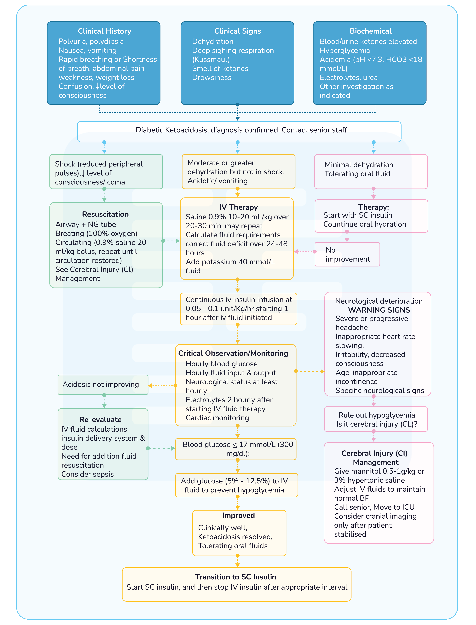 Clinical History
Polyuria, polydipsia
Nausea, vomiting
Rapid breathing or Shortness
of breath, abdominal pain
weakness, weight loss
Confusion, ↓level of
consciousness
Clinical Signs
Dehydration
Deep sighing respiration
(Kussmaul)
Smell of ketones
Drowsiness
Biochemical
Blood/urine ketones elevated
Hyperglycemia
Acidemia (pH <7.3, HCO3 <18
mmol/L)
Electrolytes, urea
Other investigation as
indicated
Diabetic Ketoacidosis, diagnosis confirmed. Contact senior staff
Shock (reduced peripheral
pulses),↓ level of
consciousness/coma
Moderate or greater
dehydration but not in shock
Acidotic/vomiting
Minimal dehydration
Tolerating oral fluid
Resuscitation
Airway + NG tube
Breating (100% oxygen)
Circulating (0.9% saline 20
ml/kg bolus, repeat until
circulation restored)
See Cerebral Injury (CI)
Management
IV Therapy
Saline 0.9% 10-20 ml/kg over
20-30 min; may repeat
Calculate fluid requirements
correct fluid deficit over 24-48
hours
Add potassium 40 mmol/
fluid
Therapy:
Start with SC insulin
Countinue oral hydration
No
improvement
Continuous IV insulin infusion at
0.05 - 0.1 unit/kg/hr starting 1
hour after IV fluid initiated
Neurological deterioration
WARNING SIGNS
Severe or progressive
headache
Inappropriate heart rate
slowing,
Irritability, decreased
consciousness
Age-inappropriate
incontinence
Specific neurological signs
Critical Observation/Monitoring
Hourly blood glucose
Hourly fluid input & output
Neurological status at least
hourly
Electrolytes 2 hourly after
starting IV fluid therapy
Cardiac monitoring
Acidosis not improving
Re-evaluate
IV fluid calculations
insulin delivery system &
dose
Need for addition fluid
resuscitation
Consider sepsis
Blood glucose ≤ 17 mmol/L (300
mg/dL):
Rule out hypoglycemia
Is it cerebral injury (CL)?
Add glucose (5% - 12.5%) to IV
fluid to prevent hypoglycemia
Cerebral Injury (CI)
Management
Give mannitol 0.5-1g/kg or
3% hypertonic saline
Adjust IV fluids to maintain
normal BP
Call senior, Move to ICU
Consider cranial imaging
only after patient
stabilised
Improved
Clinically well,
Ketoacidosis resolved,
Tolerating oral fluids
Transition to SC Insulin
Start SC insulin, and then stop IV insulin after appropriate interval